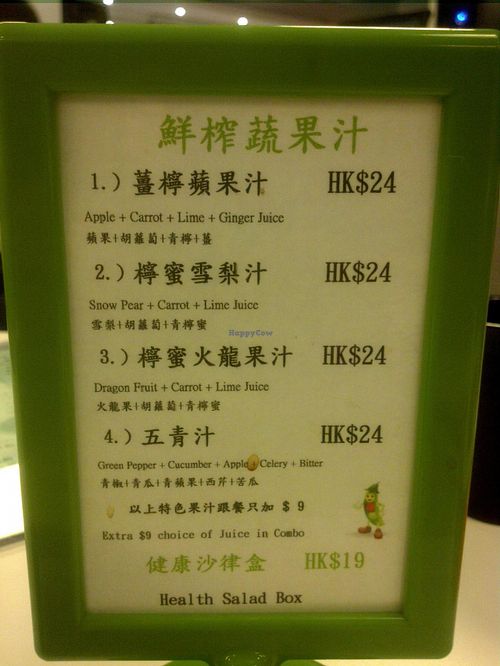 鮮榨蔬果汁
1.) 薑檸蘋果汁 HK$24
Apple + Carrot + Lime + Ginger Juice
蘋果+胡蘿蔔+青檸+薑
2.) 檸蜜雪梨汁 HK$24
Snow Pear + Carrot + Lime Juice
雪梨+胡蘿蔔+青檸蜜
HappyCow
3.) 檸蜜火龍果汁 HK$24
Dragon Fruit + Carrot + Lime Juice
火龍果+胡蘿蔔+青檸蜜
4.) 五青汁 HK$24
Green Pepper + Cucumber + Apple + Celery + Bitter
青椒+青瓜+青蘋果+西芹+苦瓜
以上特色果汁跟餐只加 $ 9
Extra $9 choice of Juice in Combo
健康沙律盒 HK$19
Health Salad Box